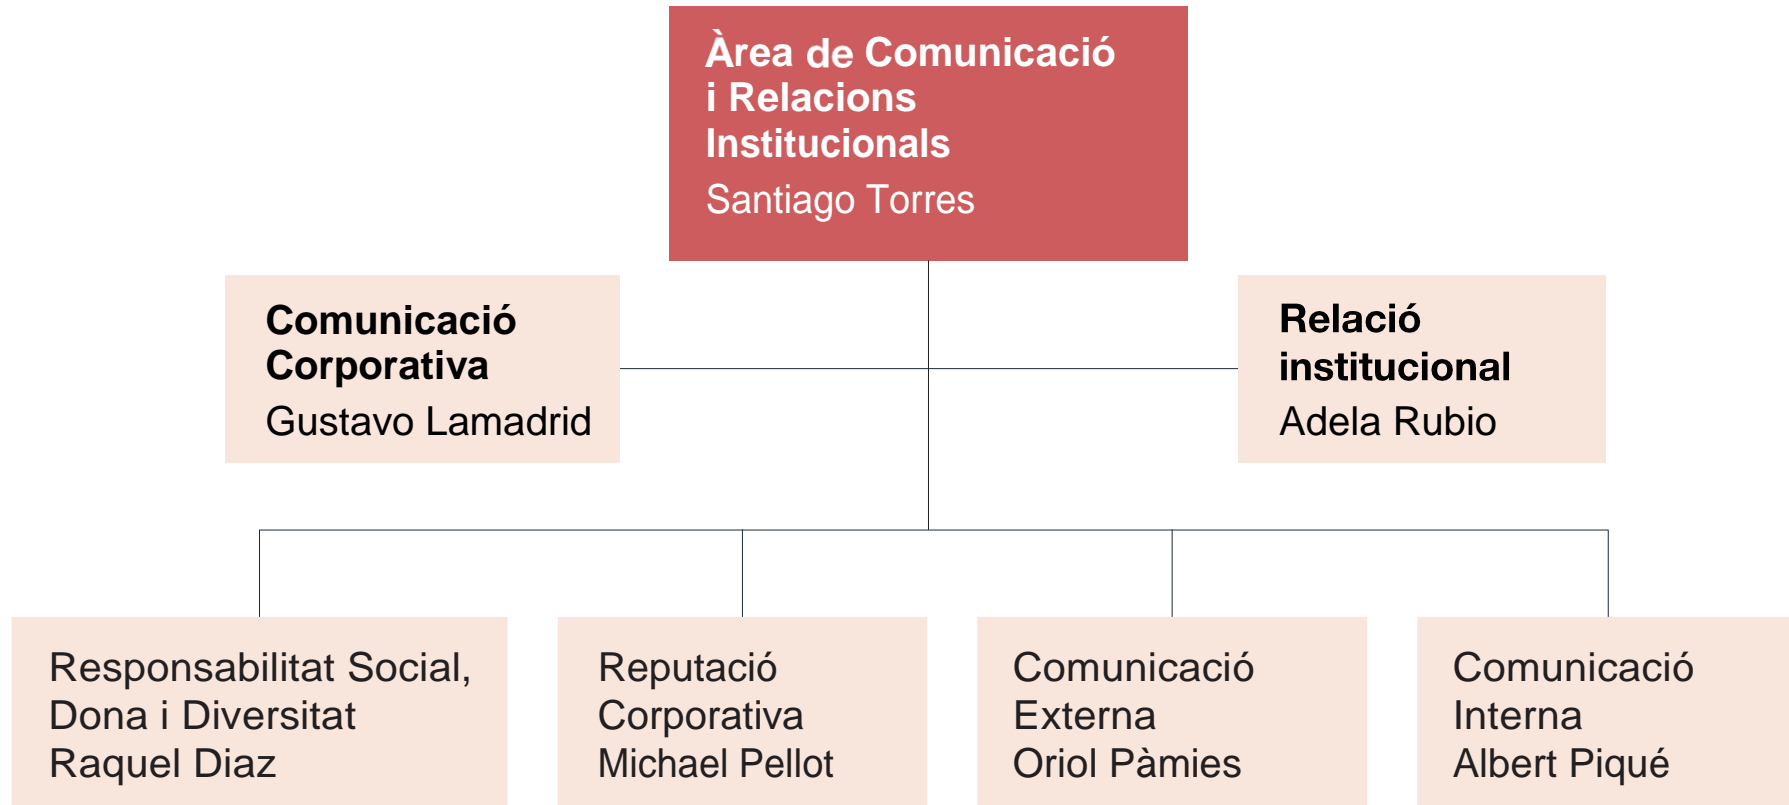 Àrea de Comunicació
i Relacions
Institucionals
Santiago Torres
Comunicació
Corporativa
Gustavo Lamadrid
Relació
institucional
Adela Rubio
Responsabilitat Social,
Dona i Diversitat
Raquel Diaz
Reputació
Corporativa
Michael Pellot
Comunicació
Externa
Oriol Pàmies
Comunicació
Interna
Albert Piqué